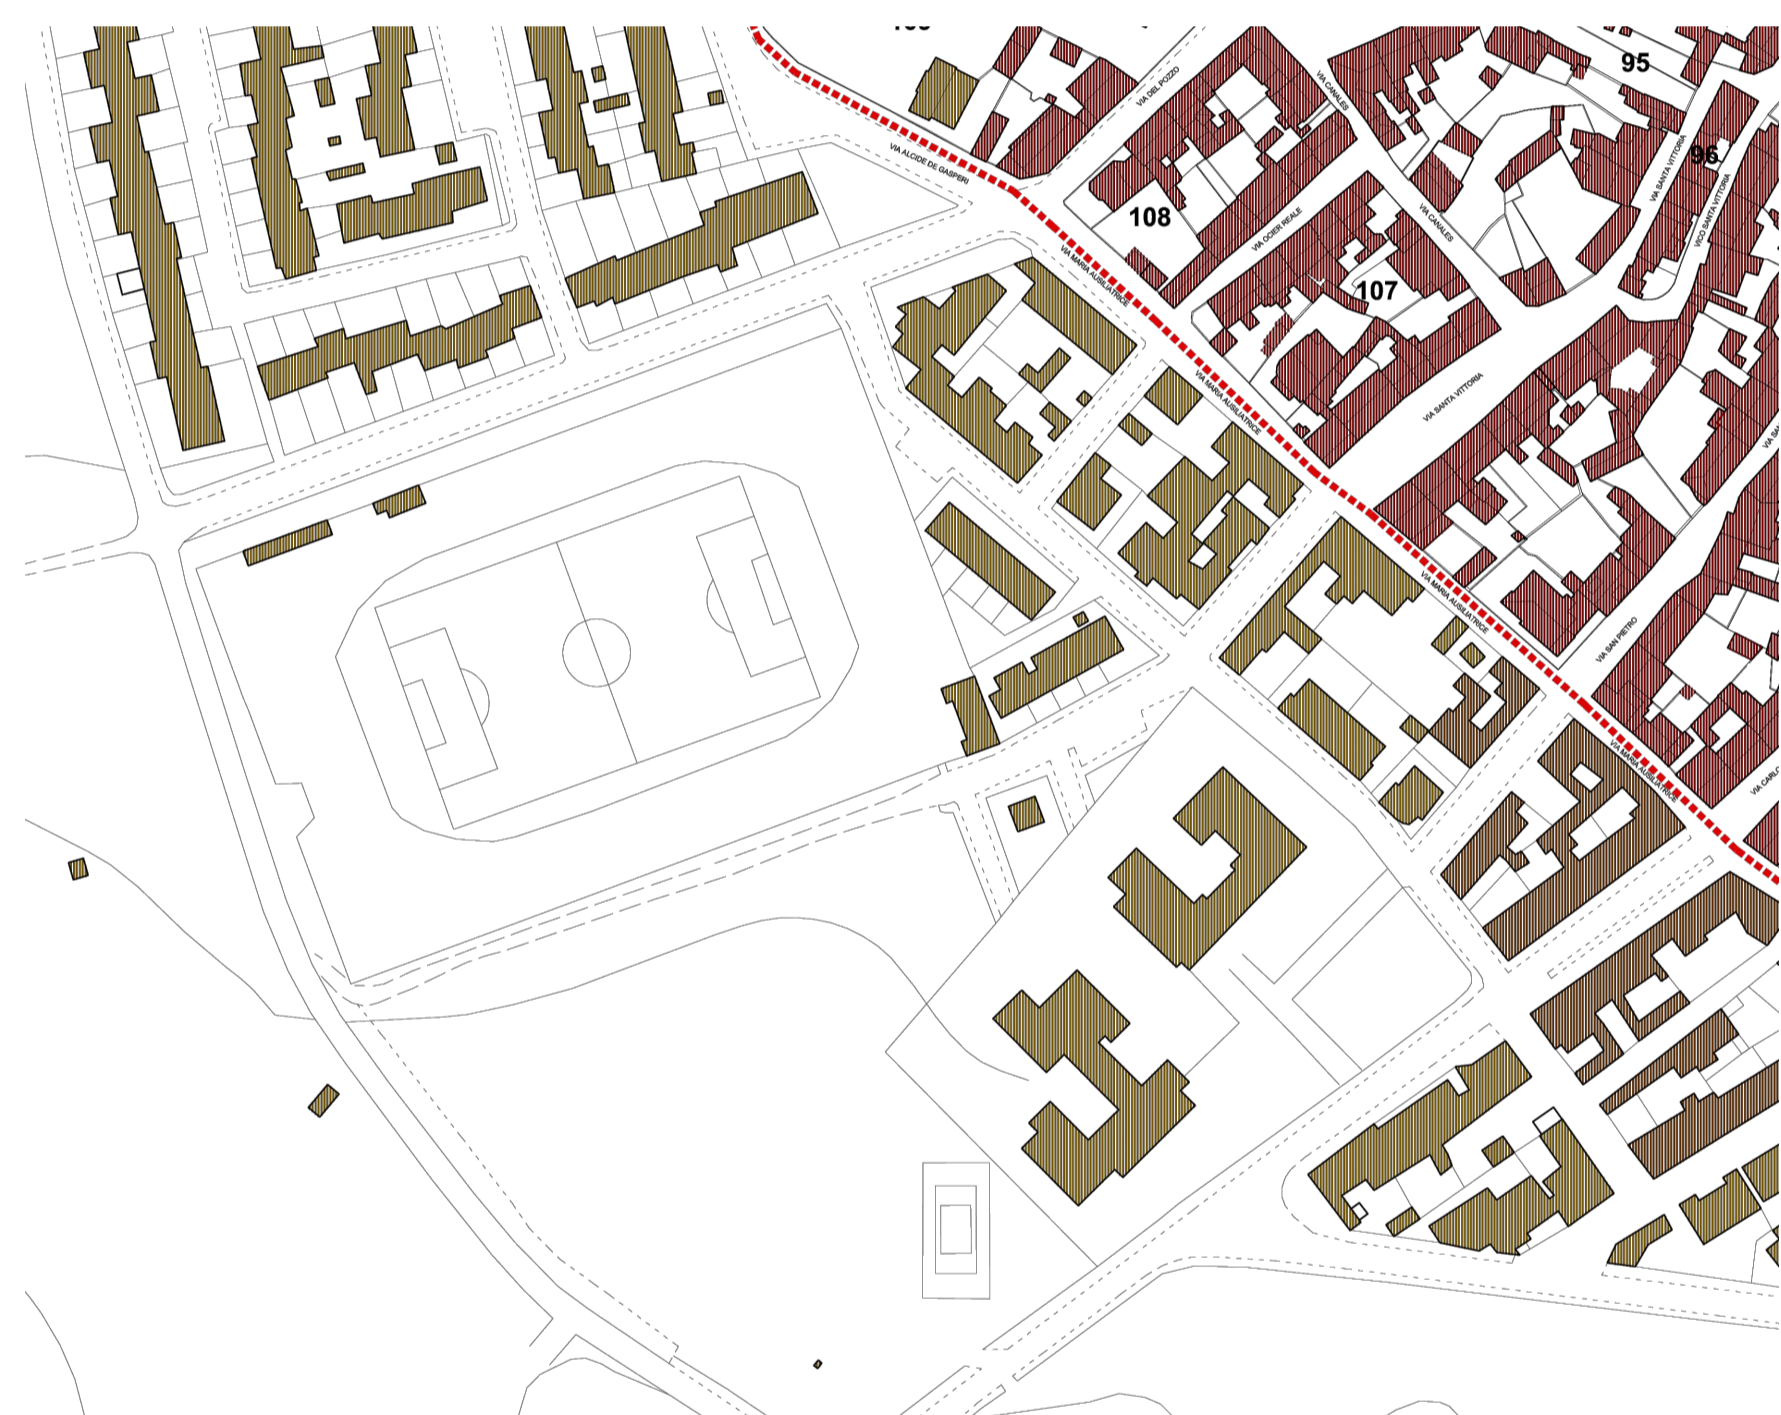 95
VIA CANALES
VIA DEL POZZO
VIA ALCIDE DE GASPERI
VIA SANTA VITTORIA
96
VICO SANTA VITTORIA
108
VIA OCIER REALE
VIA CANALES
VIA MARIA AUSILIATRICE
107
VIA MARIA AUSILIATRICE
VIA SANTA VITTORIA
VIA MARIA AUSILIATRICE
VIA SAN PIETRO
VIA MARIA AUSILIATRICE
VIA CARLO